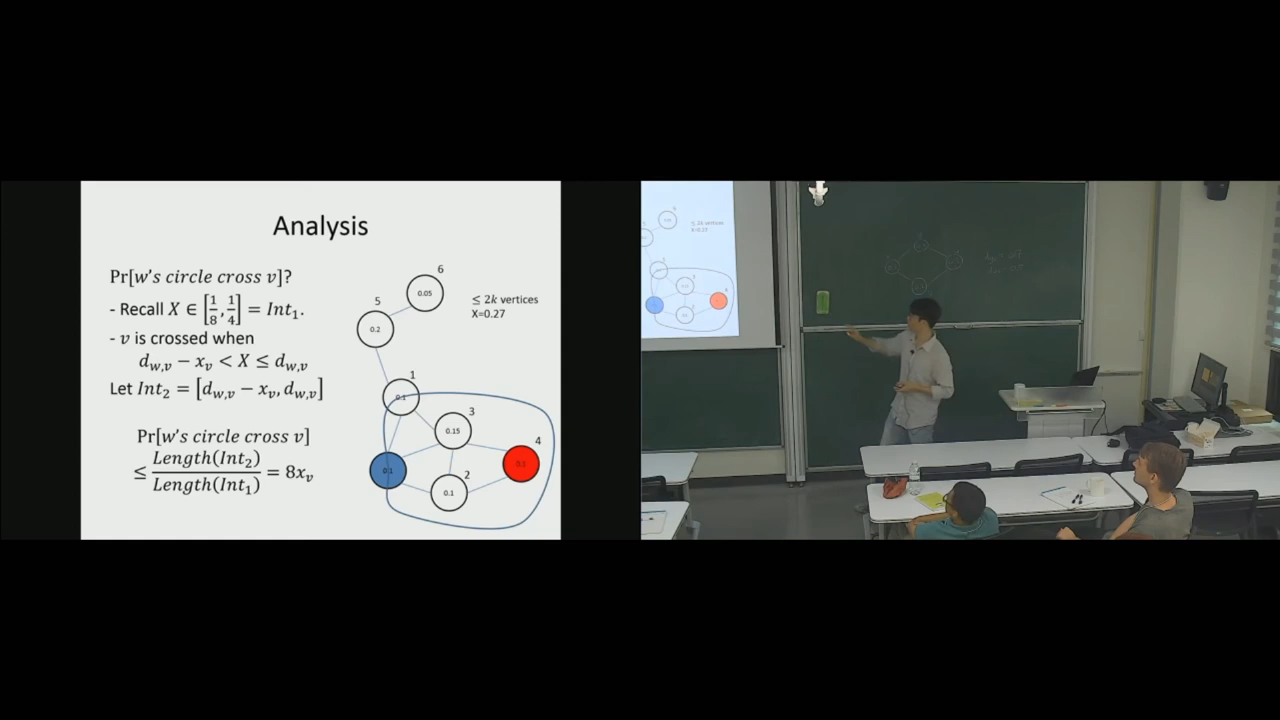 Analysis
Pr[w's circle cross v]?
- Recall X ∈ [1/8, 1/4] = Int₁.
- v is crossed when
d_{w,v} − x_v < X ≤ d_{w,v}
Let Int₂ = [d_{w,v} − x_v, d_{w,v}]
Pr[w's circle cross v]
≤ Length(Int₂)/Length(Int₁) = 8x_v
6
0.05
5
0.2
≤ 2k vertices
X=0.27
1
0.1
3
0.15
4
0.1
2
0.1